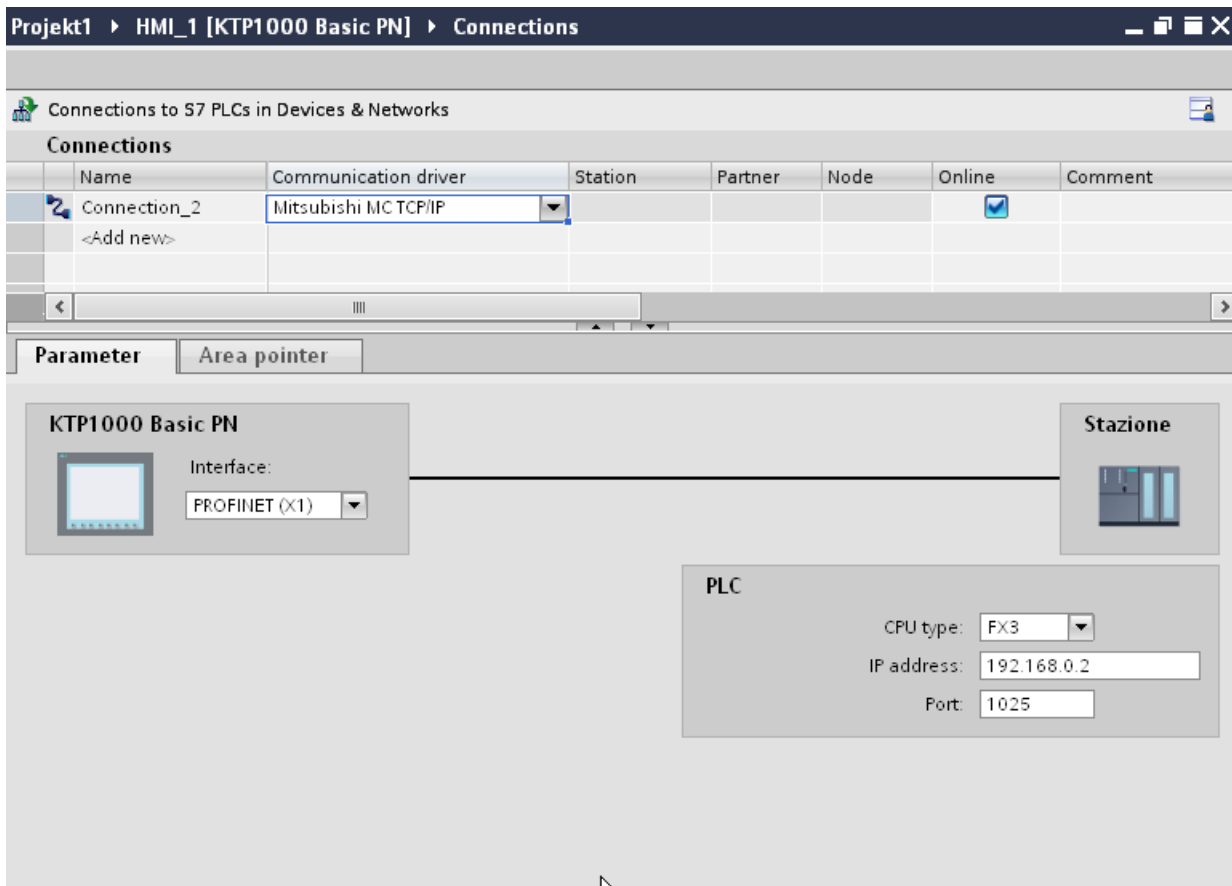 Projekt1 ▸ HMI_1 [KTP1000 Basic PN] ▸ Connections
Connections to S7 PLCs in Devices & Networks
Connections
Name Communication driver Station Partner Node Online Comment
Connection_2 Mitsubishi MC TCP/IP
<Add new>
Parameter Area pointer
KTP1000 Basic PN Stazione
Interface:
PROFINET (X1)
PLC
CPU type: FX3
IP address: 192.168.0.2
Port: 1025